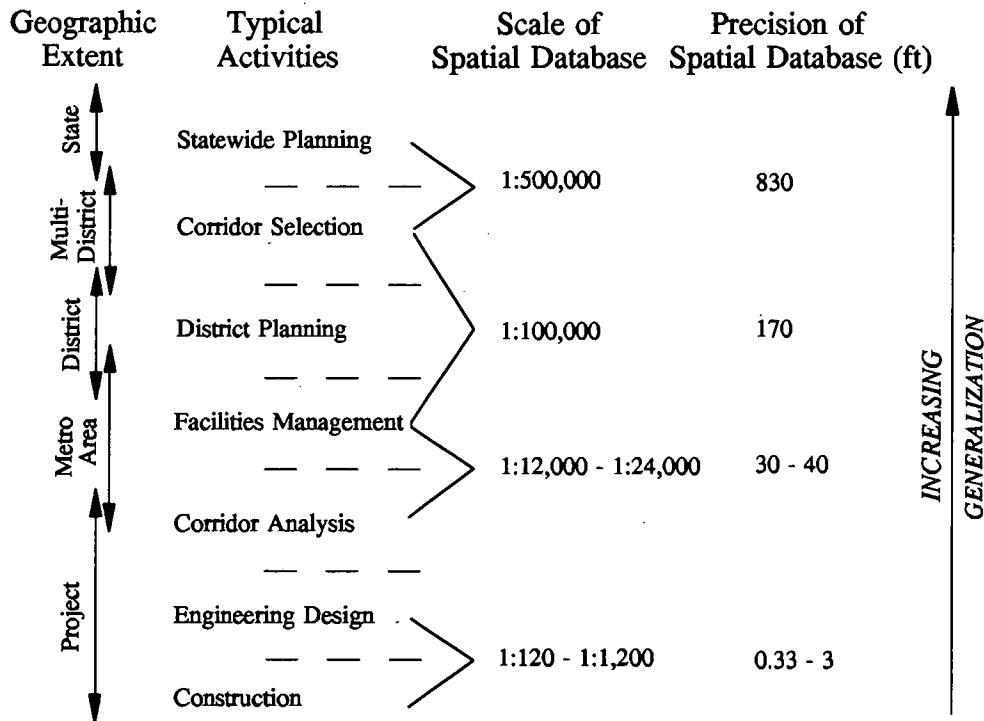 Geographic Extent
Typical Activities
Scale of Spatial Database
Precision of Spatial Database (ft)
State
Statewide Planning
1:500,000
830
Multi-
District
Corridor Selection
District
District Planning
1:100,000
170
Metro
Area
Facilities Management
1:12,000 - 1:24,000
30 - 40
Corridor Analysis
Project
Engineering Design
1:120 - 1:1,200
0.33 - 3
Construction
INCREASING
GENERALIZATION